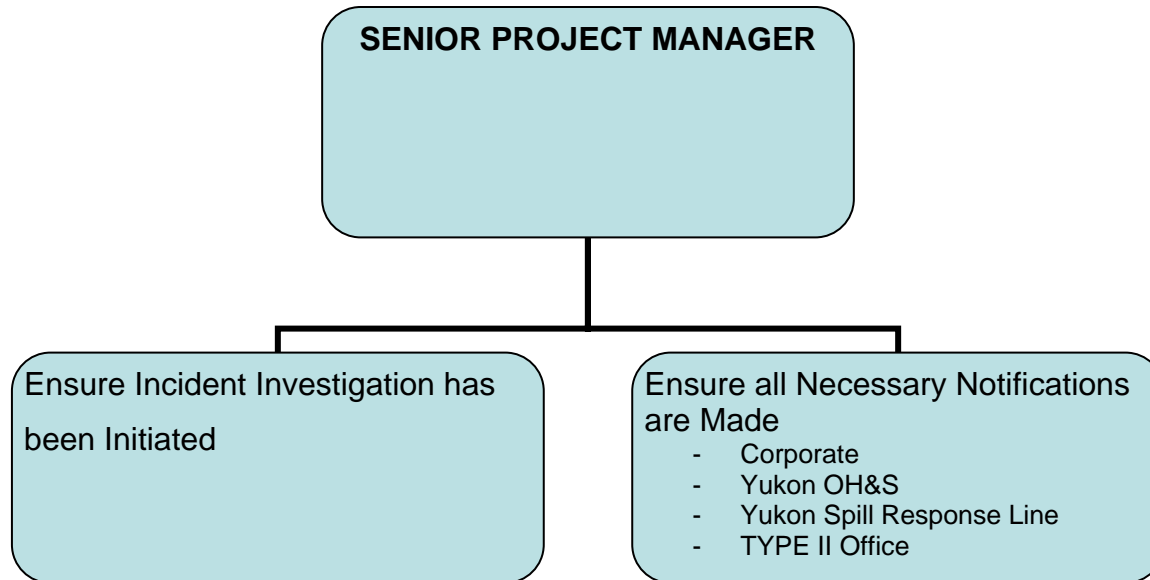 SENIOR PROJECT MANAGER
Ensure Incident Investigation has
been Initiated
Ensure all Necessary Notifications
are Made
- Corporate
- Yukon OH&S
- Yukon Spill Response Line
- TYPE II Office